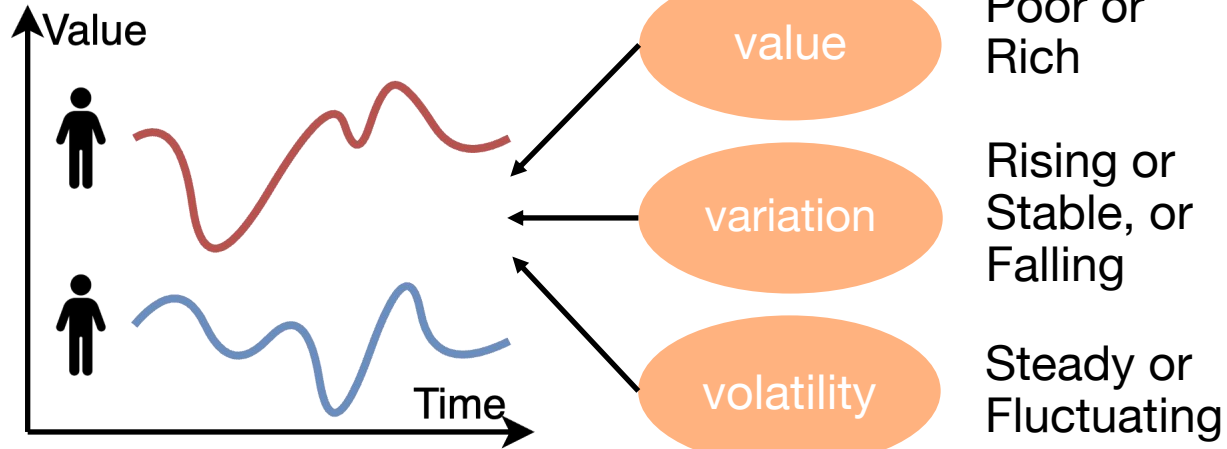 Value
Time
value
Poor or
Rich
variation
Rising or
Stable, or
Falling
volatility
Steady or
Fluctuating